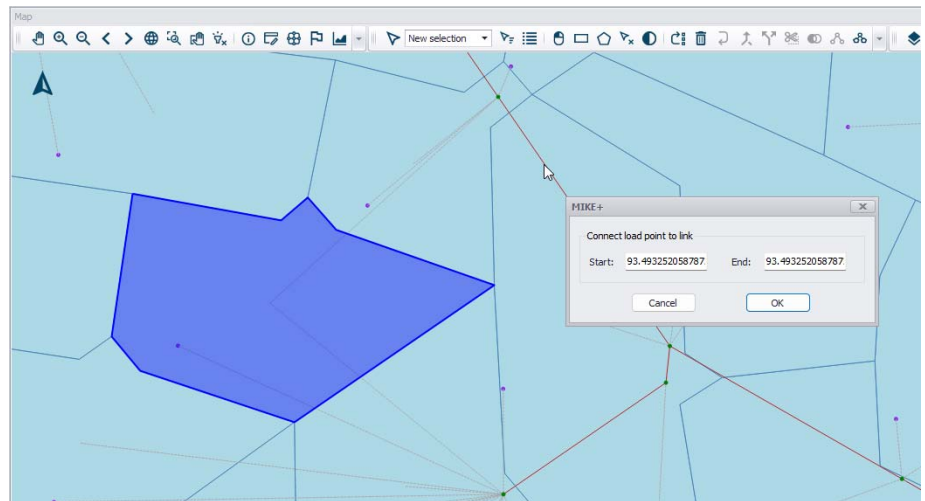 Map
New selection
MIKE+
Connect load point to link
Start: 93.493252058787 End: 93.493252058787
Cancel OK